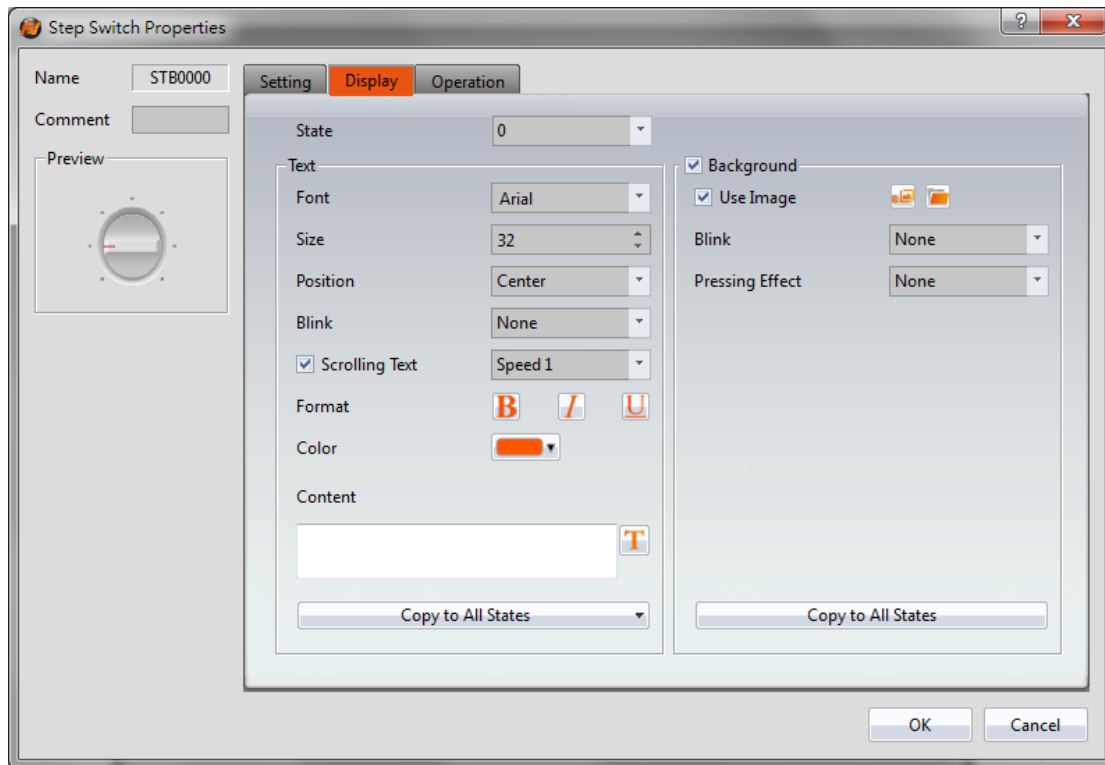 Step Switch Properties
?
Name STB0000
Comment
Preview
Setting Display Operation
State 0
Text
Font Arial
Size 32
Position Center
Blink None
Scrolling Text Speed 1
Format B I U
Color
Content
T
Copy to All States
Background
Use Image
Blink None
Pressing Effect None
Copy to All States
OK Cancel